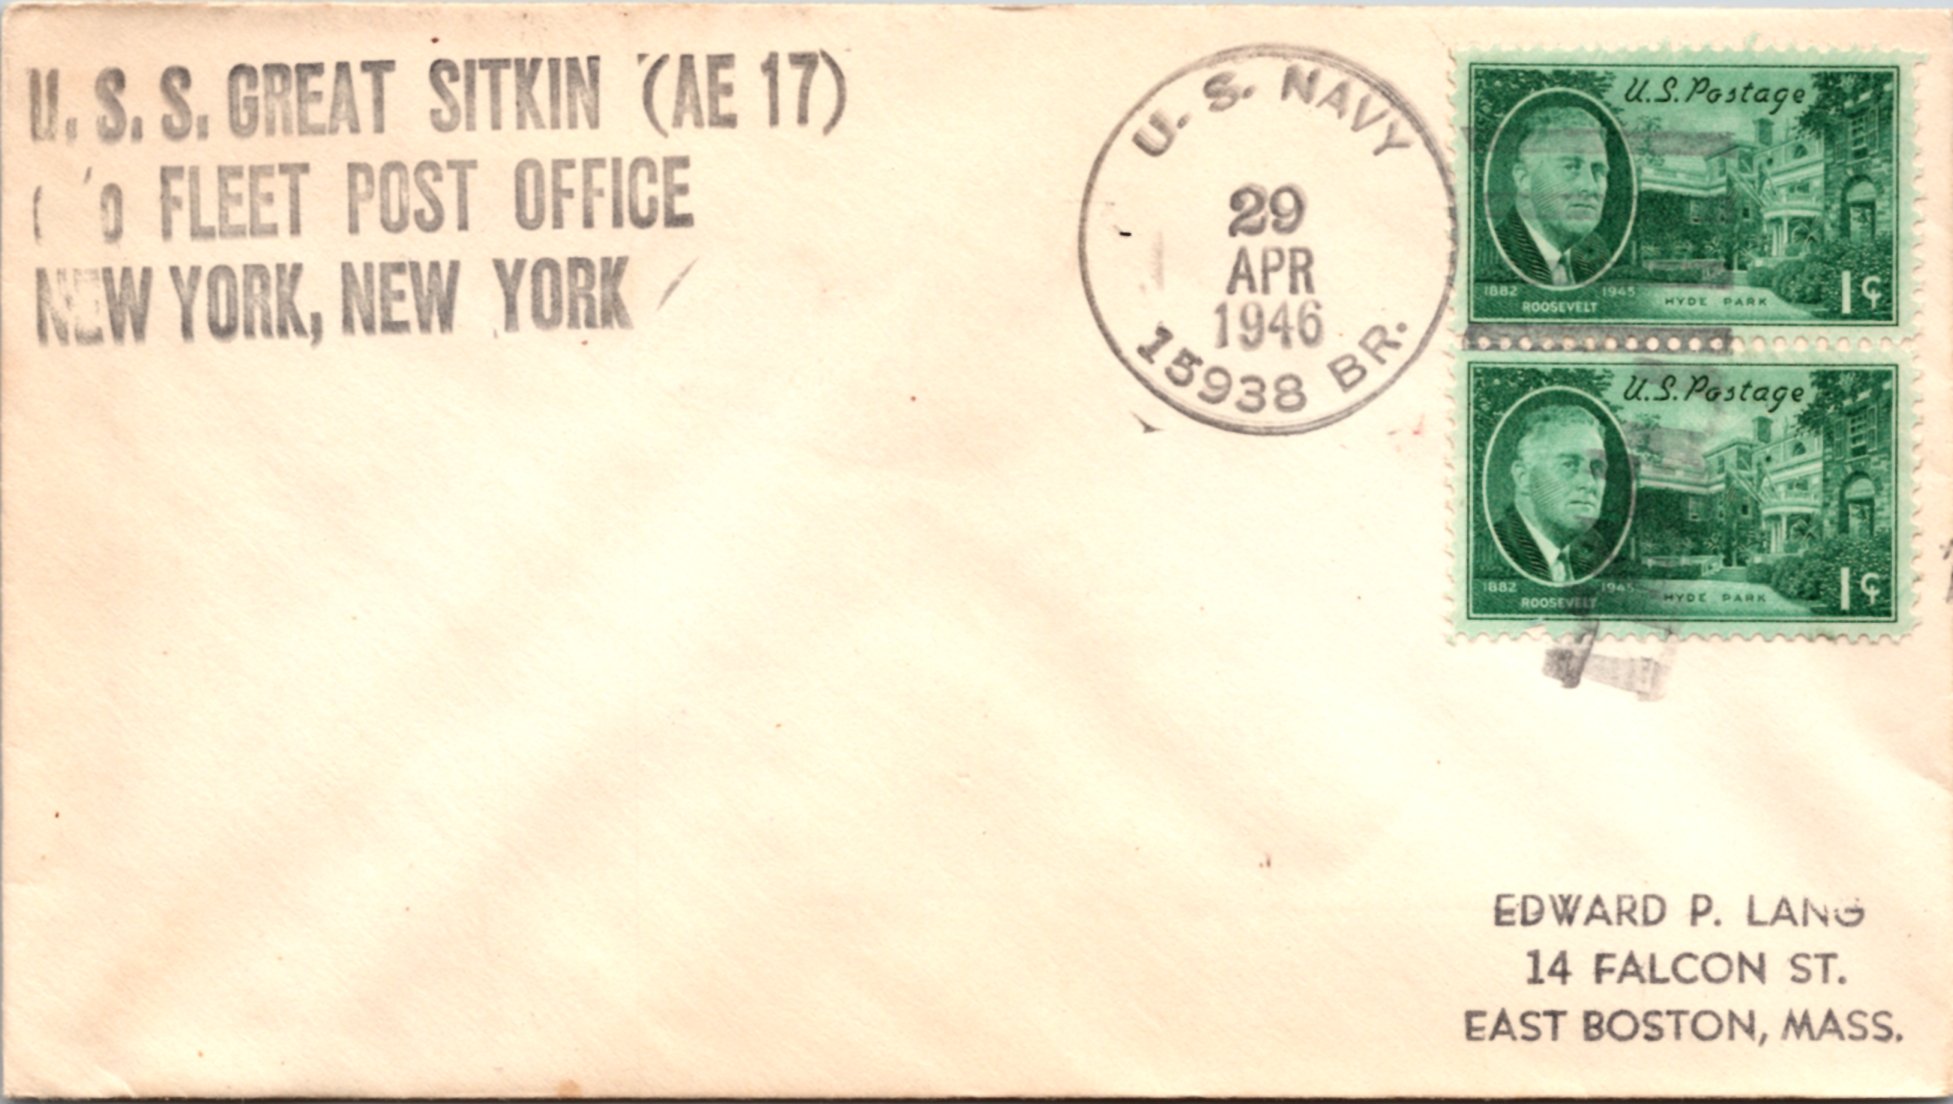 U. S. S. GREAT SITKIN (AE 17)
FLEET POST OFFICE
NEW YORK, NEW YORK
U. S. NAVY
29
APR
1946
15938 BR.
U.S. Postage
1882 1945
ROOSEVELT HYDE PARK
1¢
U.S. Postage
1882 1945
ROOSEVELT HYDE PARK
1¢
EDWARD P. LANG
14 FALCON ST.
EAST BOSTON, MASS.